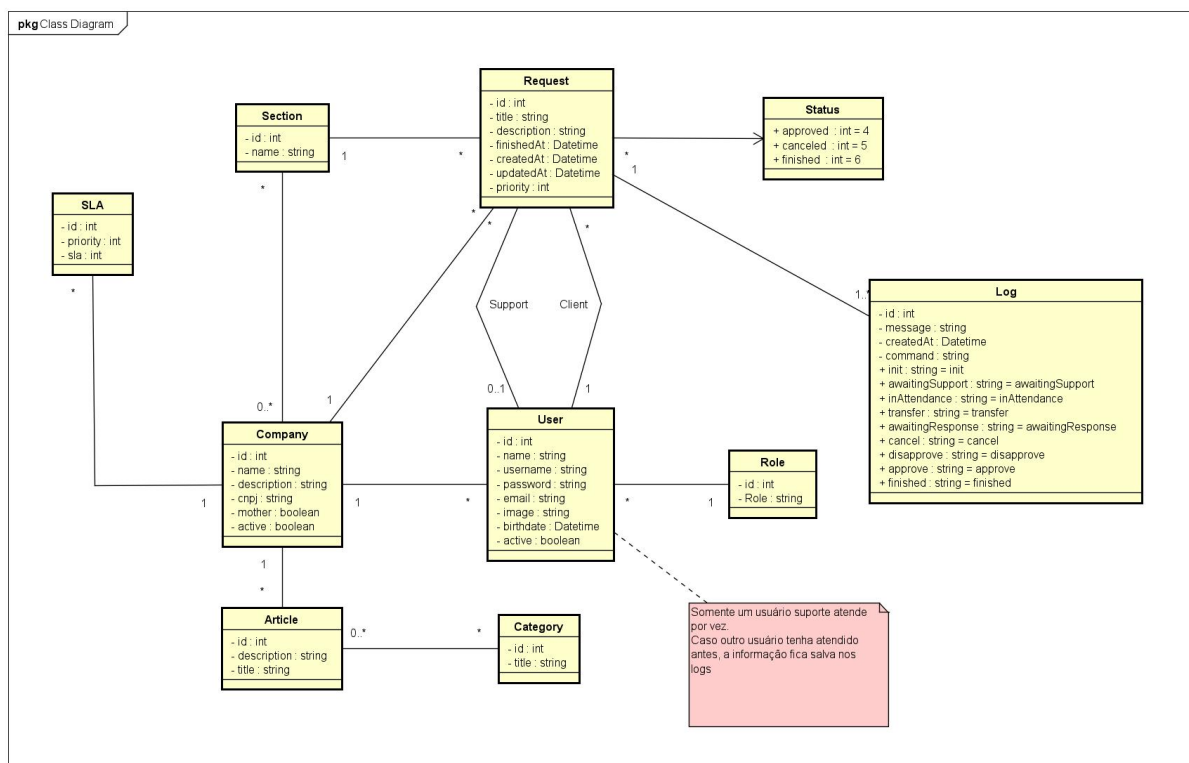 pkg Class Diagram
Request
- id : int
- title : string
- description : string
- finishedAt : Datetime
- createdAt : Datetime
- updatedAt : Datetime
- priority : int
Section
- id : int
- name : string
Status
+ approved : int = 4
+ canceled : int = 5
+ finished : int = 6
1
*
*
1
*
SLA
- id : int
- priority : int
- sla : int
*
*
*
*
*
Support
Client
1..*
Log
- id : int
- message : string
- createdAt : Datetime
- command : string
+ init : string = init
+ awaitingSupport : string = awaitingSupport
+ inAttendance : string = inAttendance
+ transfer : string = transfer
+ awaitingResponse : string = awaitingResponse
+ cancel : string = cancel
+ disapprove : string = disapprove
+ approve : string = approve
+ finished : string = finished
0..*
1
0..1
1
Company
- id : int
- name : string
- description : string
- cnpj : string
- mother : boolean
- active : boolean
User
- id : int
- name : string
- username : string
- password : string
- email : string
- image : string
- birthdate : Datetime
- active : boolean
Role
- id : int
- Role : string
1
1
*
*
1
1
*
Article
- id : int
- description : string
- title : string
0..*
*
Category
- id : int
- title : string
Somente um usuário suporte atende
por vez.
Caso outro usuário tenha atendido
antes, a informação fica salva nos
logs